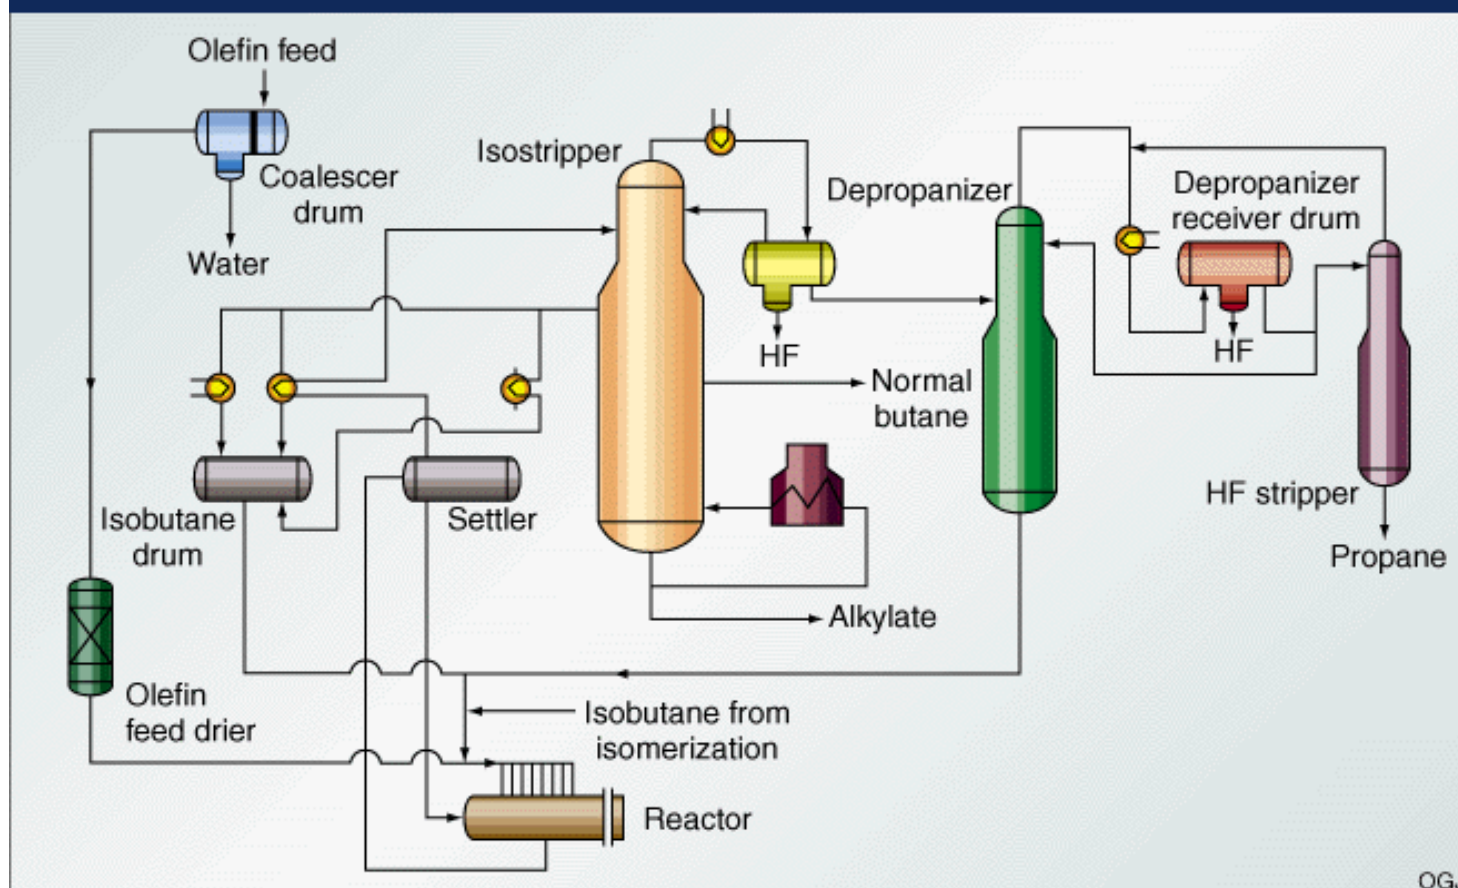 Olefin feed
Coalescer
drum
Water
Isostripper
Depropanizer
Depropanizer
receiver drum
HF
HF
Normal
butane
HF stripper
Propane
Isobutane
drum
Settler
Alkylate
Olefin
feed drier
Isobutane from
isomerization
Reactor